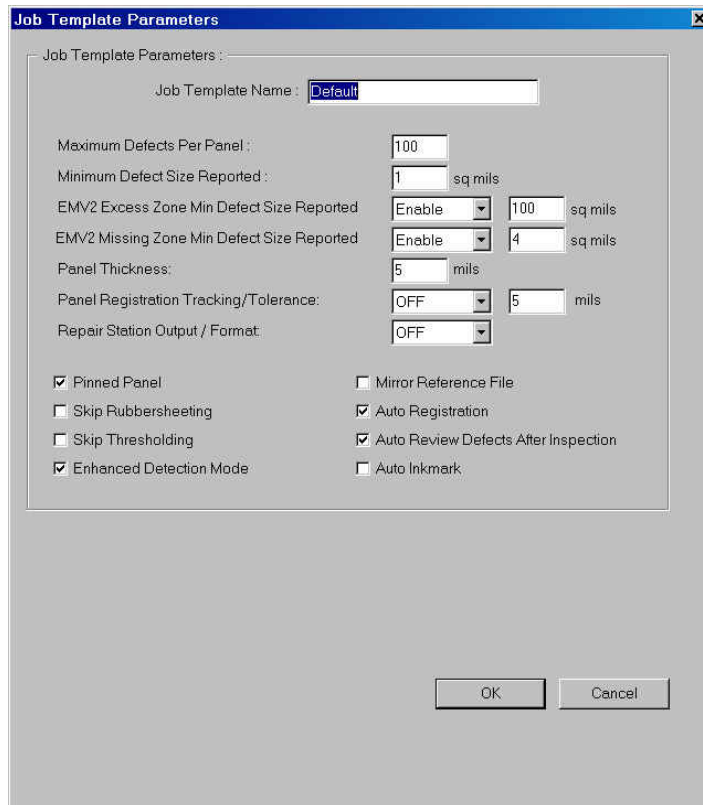 Job Template Parameters
Job Template Parameters :
Job Template Name : Default
Maximum Defects Per Panel : 100
Minimum Defect Size Reported : 1 sq mils
EMV2 Excess Zone Min Defect Size Reported Enable 100 sq mils
EMV2 Missing Zone Min Defect Size Reported Enable 4 sq mils
Panel Thickness: 5 mils
Panel Registration Tracking/Tolerance: OFF 5 mils
Repair Station Output / Format: OFF
Pinned Panel Mirror Reference File
Skip Rubbersheeting Auto Registration
Skip Thresholding Auto Review Defects After Inspection
Enhanced Detection Mode Auto Inkmark
OK Cancel